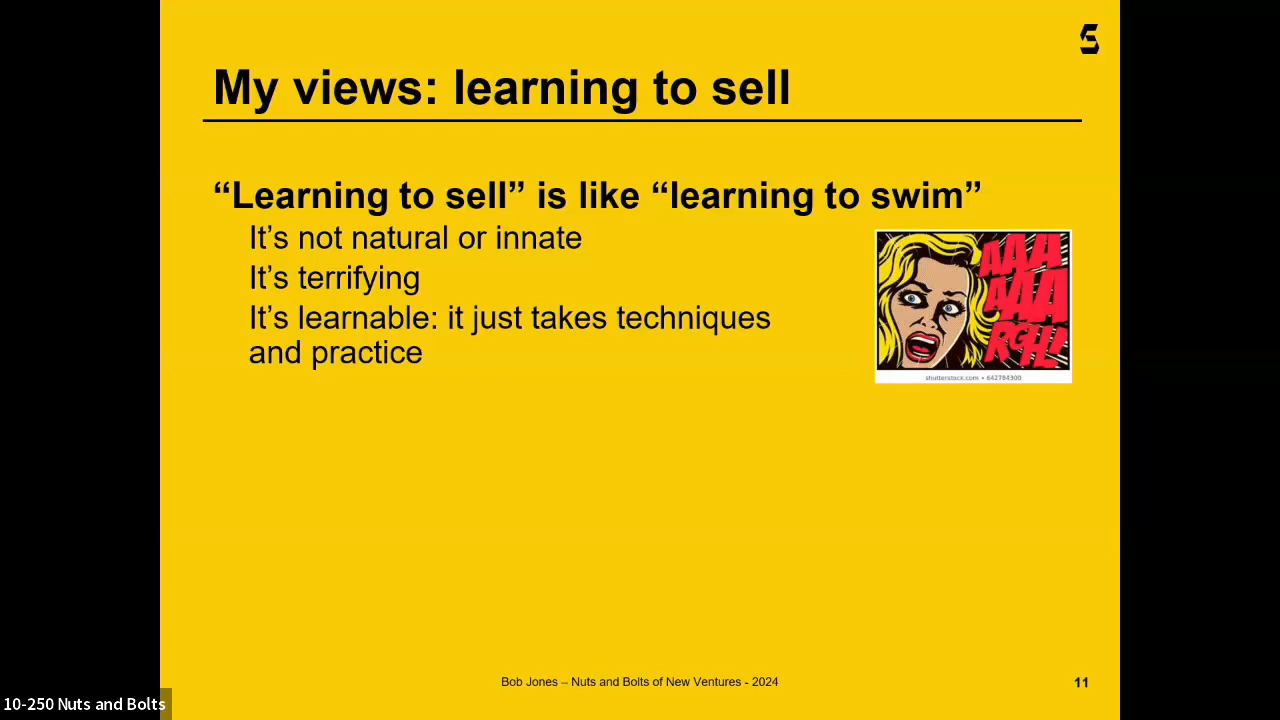 My views: learning to sell
“Learning to sell” is like “learning to swim”
It’s not natural or innate
It’s terrifying
It’s learnable: it just takes techniques
and practice
AAA
AAA
RGH!
shutterstock.com • 642784300
Bob Jones – Nuts and Bolts of New Ventures - 2024
11
10-250 Nuts and Bolts